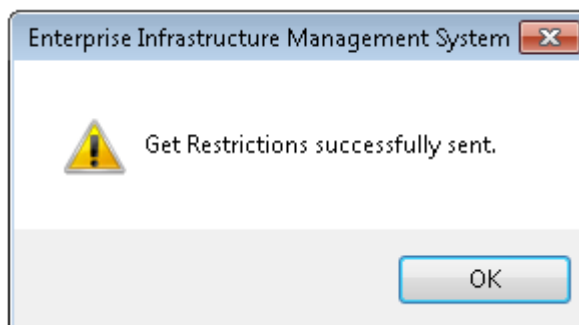 Enterprise Infrastructure Management System
Get Restrictions successfully sent.
OK